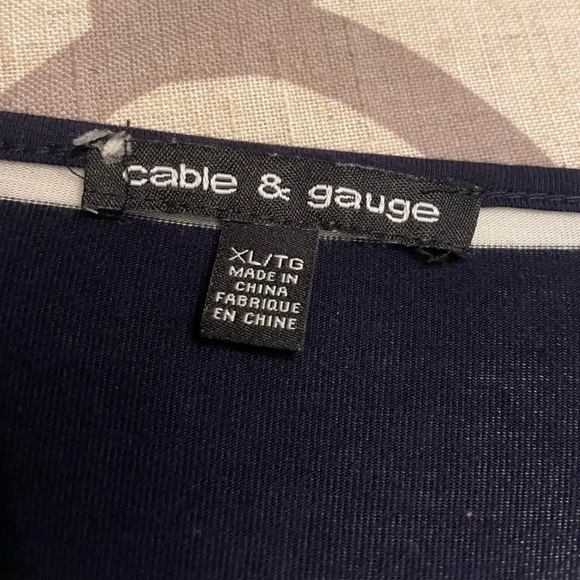 cable & gauge
XL/TG
MADE IN
CHINA
FABRIQUE
EN CHINE